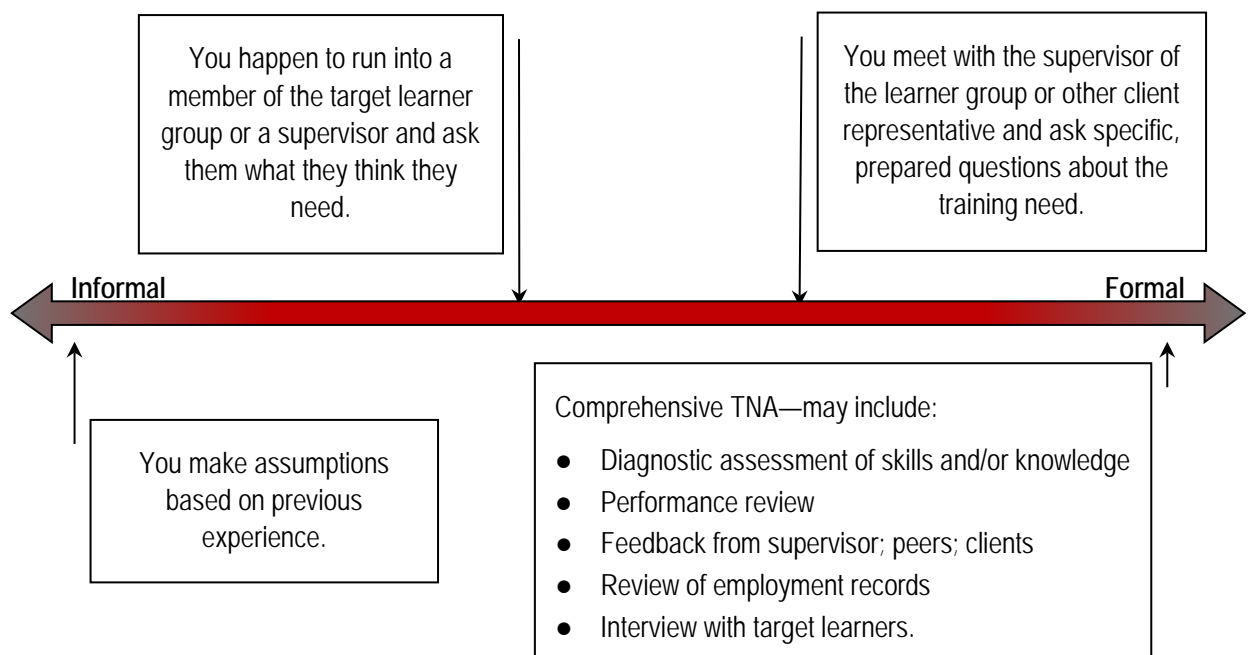 You happen to run into a
member of the target learner
group or a supervisor and ask
them what they think they
need.
You meet with the supervisor of
the learner group or other client
representative and ask specific,
prepared questions about the
training need.
Informal
Formal
You make assumptions
based on previous
experience.
Comprehensive TNA—may include:
● Diagnostic assessment of skills and/or knowledge
● Performance review
● Feedback from supervisor; peers; clients
● Review of employment records
● Interview with target learners.